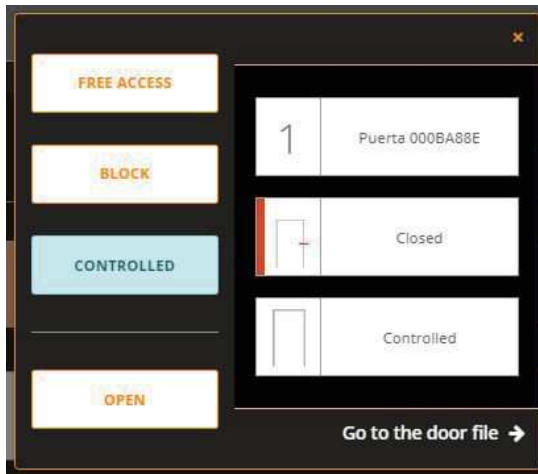 ×
FREE ACCESS
BLOCK
CONTROLLED
OPEN
1
Puerta 000BA88E
Closed
Controlled
Go to the door file →